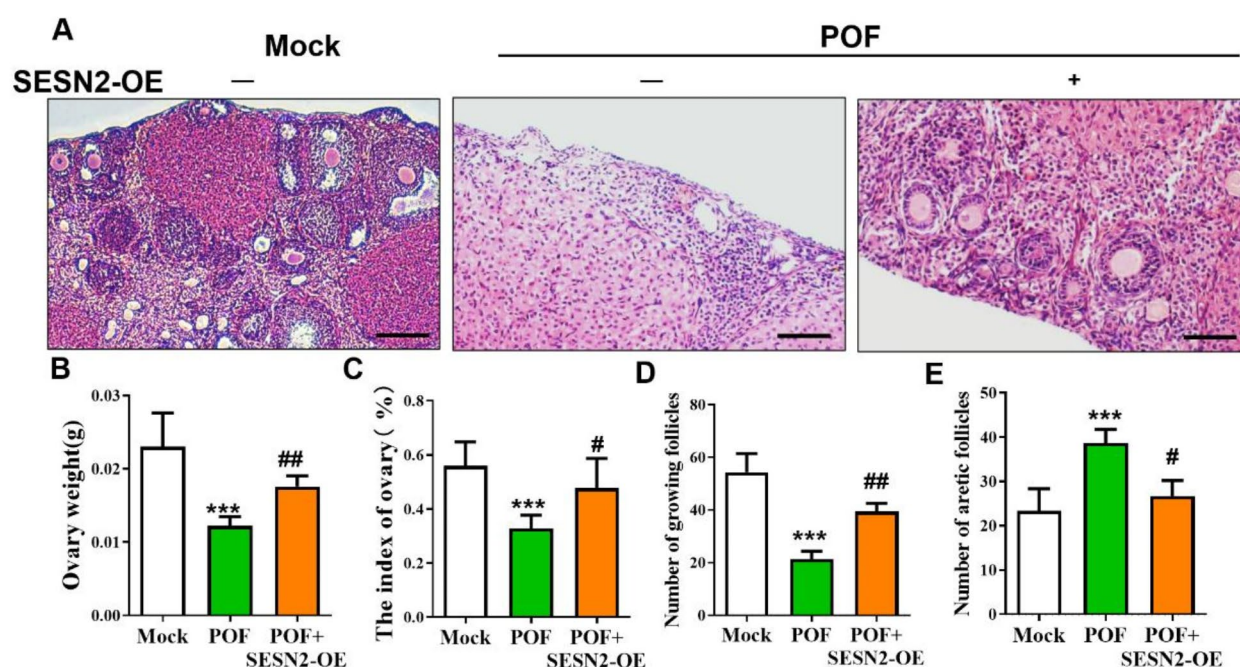 A
Mock
POF
SESN2-OE — — +
B
Ovary weight(g)
0.03
0.02
0.01
0.00
***
##
Mock POF POF+
SESN2-OE
C
The index of ovary ( %)
0.8
0.6
0.4
0.2
0.0
***
#
Mock POF POF+
SESN2-OE
D
Number of growing follicles
80
60
40
20
0
***
##
Mock POF POF+
SESN2-OE
E
Number of aretic follicles
50
40
30
20
10
0
***
#
Mock POF POF+
SESN2-OE